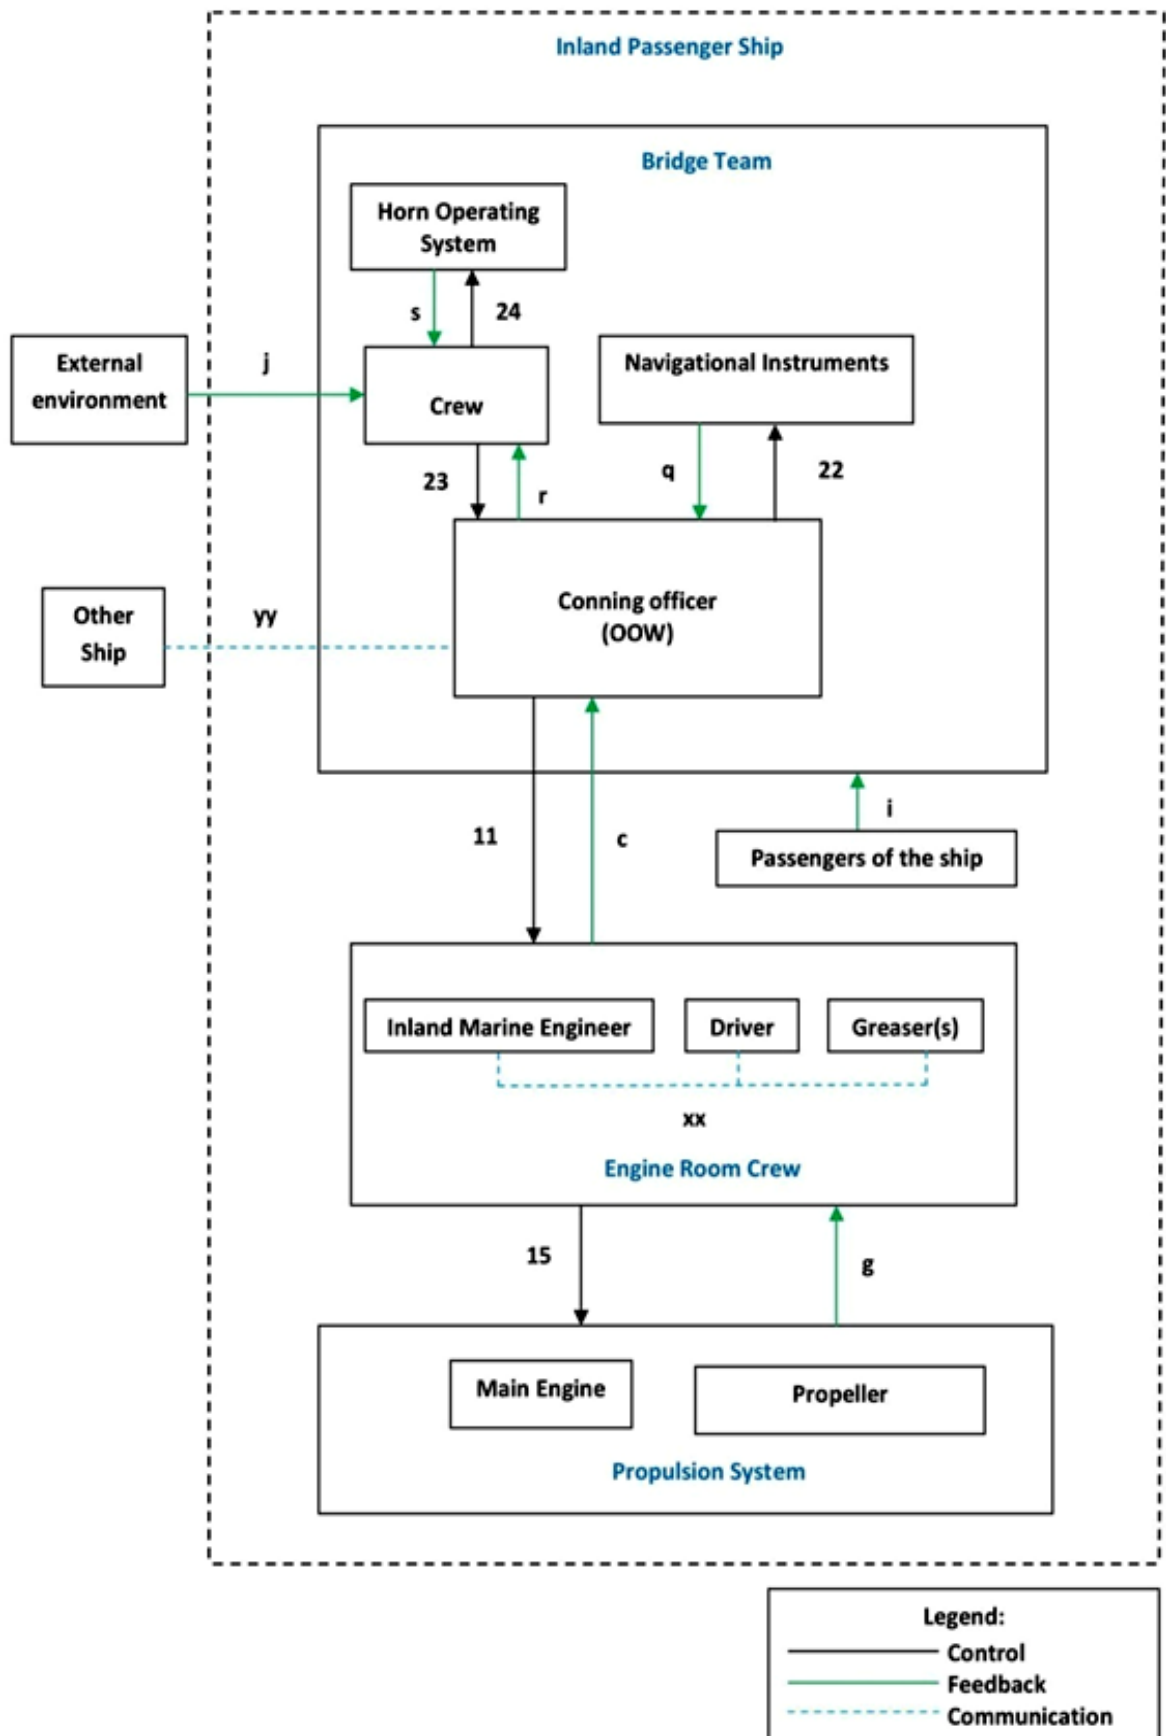 Inland Passenger Ship
Bridge Team
Horn Operating
System
s
24
External
environment
j
Crew
Navigational Instruments
23
r
q
22
Other
Ship
yy
Conning officer
(OOW)
11
c
i
Passengers of the ship
Inland Marine Engineer
Driver
Greaser(s)
xx
Engine Room Crew
15
g
Main Engine
Propeller
Propulsion System
Legend:
Control
Feedback
Communication